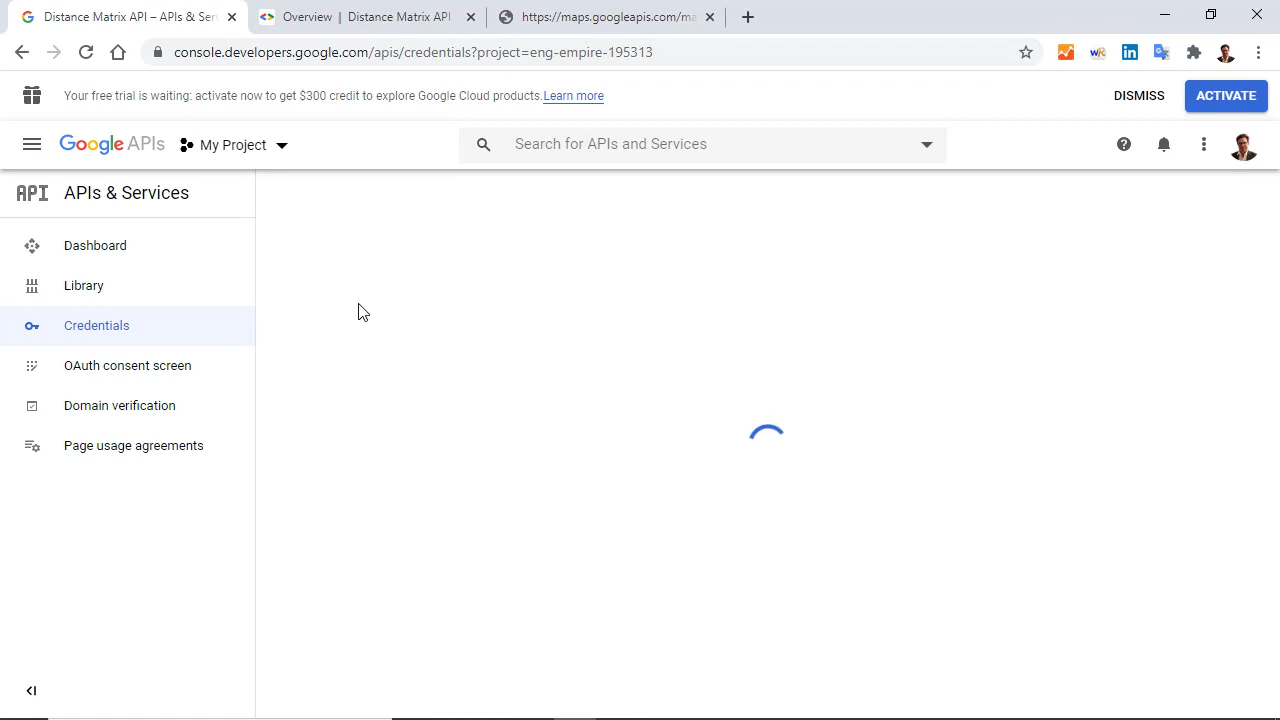 Distance Matrix API – APIs & Serv
Overview | Distance Matrix API
https://maps.googleapis.com/ma
console.developers.google.com/apis/credentials?project=eng-empire-195313
Your free trial is waiting: activate now to get $300 credit to explore Google Cloud products. Learn more
DISMISS
ACTIVATE
Google APIs
My Project
Search for APIs and Services
API APIs & Services
Dashboard
Library
Credentials
OAuth consent screen
Domain verification
Page usage agreements